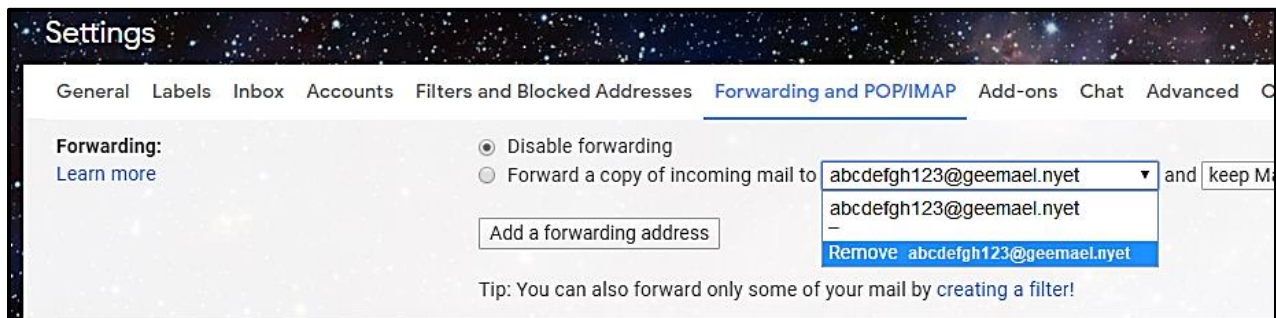 Settings
General Labels Inbox Accounts Filters and Blocked Addresses Forwarding and POP/IMAP Add-ons Chat Advanced
Forwarding:
Learn more
Disable forwarding
Forward a copy of incoming mail to abcdefgh123@geemael.nyet and keep
abcdefgh123@geemael.nyet
–
Remove abcdefgh123@geemael.nyet
Add a forwarding address
Tip: You can also forward only some of your mail by creating a filter!